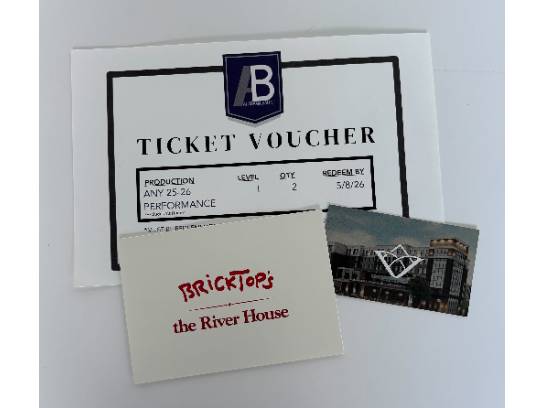 AB
TICKET VOUCHER
PRODUCTION LEVEL QTY REDEEM BY
ANY 25-26 1 2 5/8/26
PERFORMANCE
BRICKTOP'S
the River House